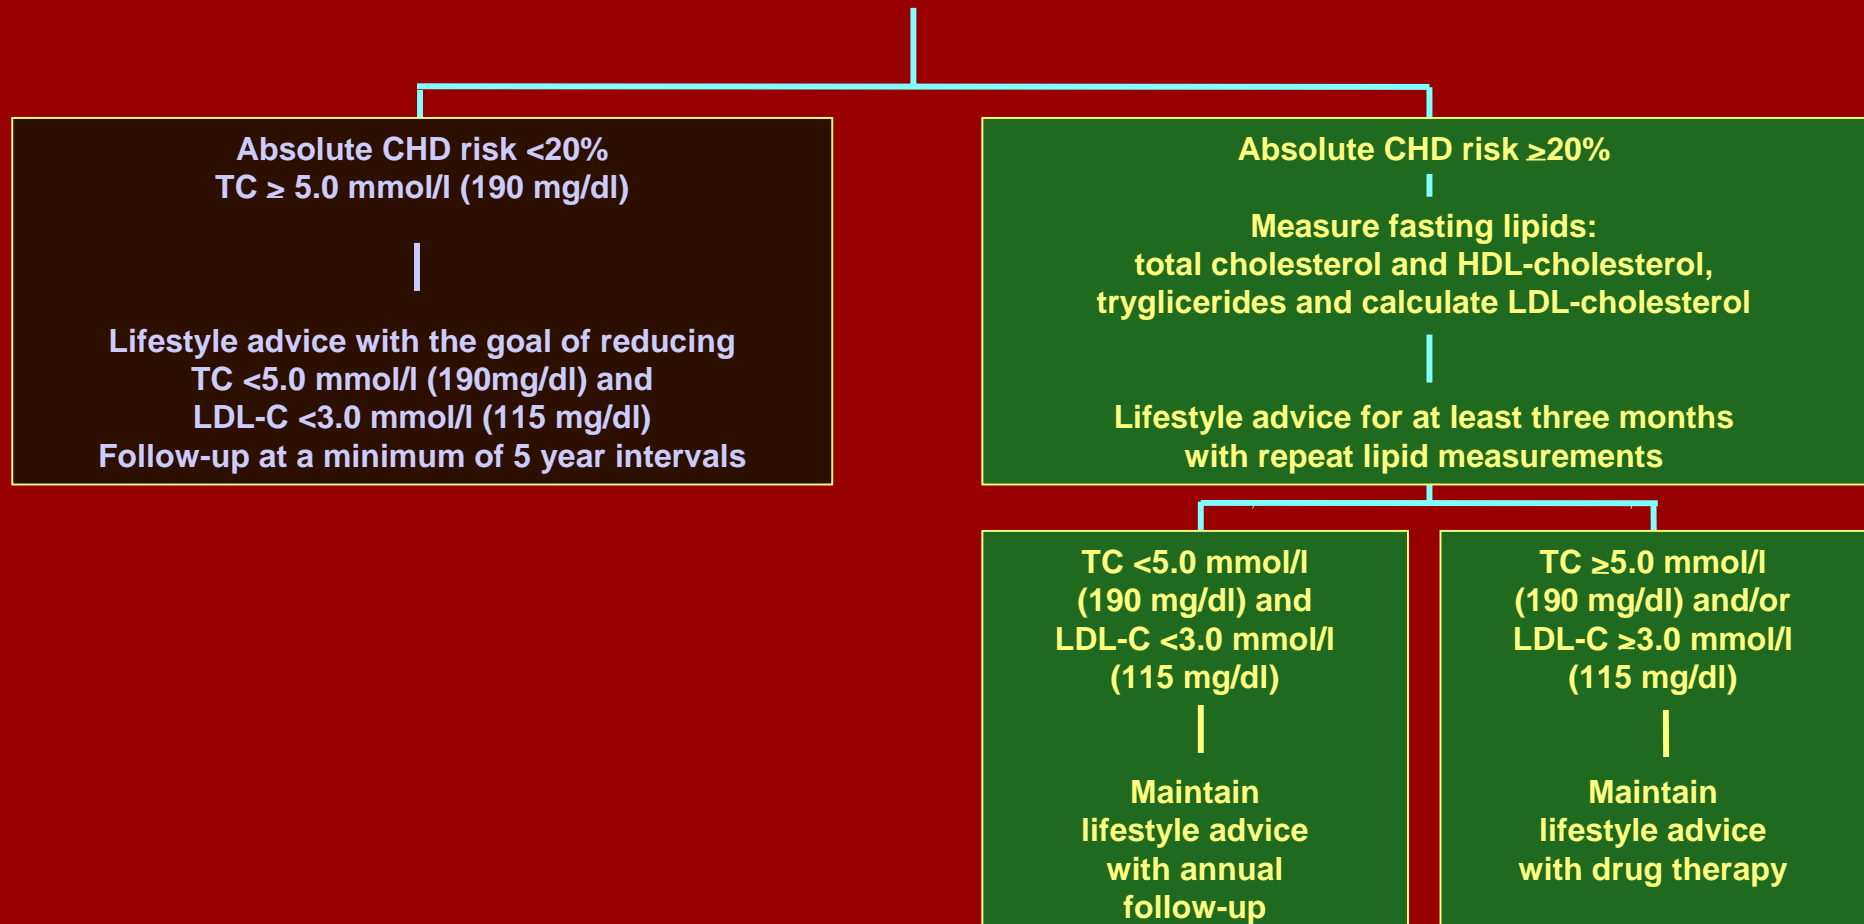 Absolute CHD risk <20%
TC ≥ 5.0 mmol/l (190 mg/dl)
Lifestyle advice with the goal of reducing
TC <5.0 mmol/l (190mg/dl) and
LDL-C <3.0 mmol/l (115 mg/dl)
Follow-up at a minimum of 5 year intervals
Absolute CHD risk ≥20%
Measure fasting lipids:
total cholesterol and HDL-cholesterol,
tryglicerides and calculate LDL-cholesterol
Lifestyle advice for at least three months
with repeat lipid measurements
TC <5.0 mmol/l
(190 mg/dl) and
LDL-C <3.0 mmol/l
(115 mg/dl)
Maintain
lifestyle advice
with annual
follow-up
TC ≥5.0 mmol/l
(190 mg/dl) and/or
LDL-C ≥3.0 mmol/l
(115 mg/dl)
Maintain
lifestyle advice
with drug therapy